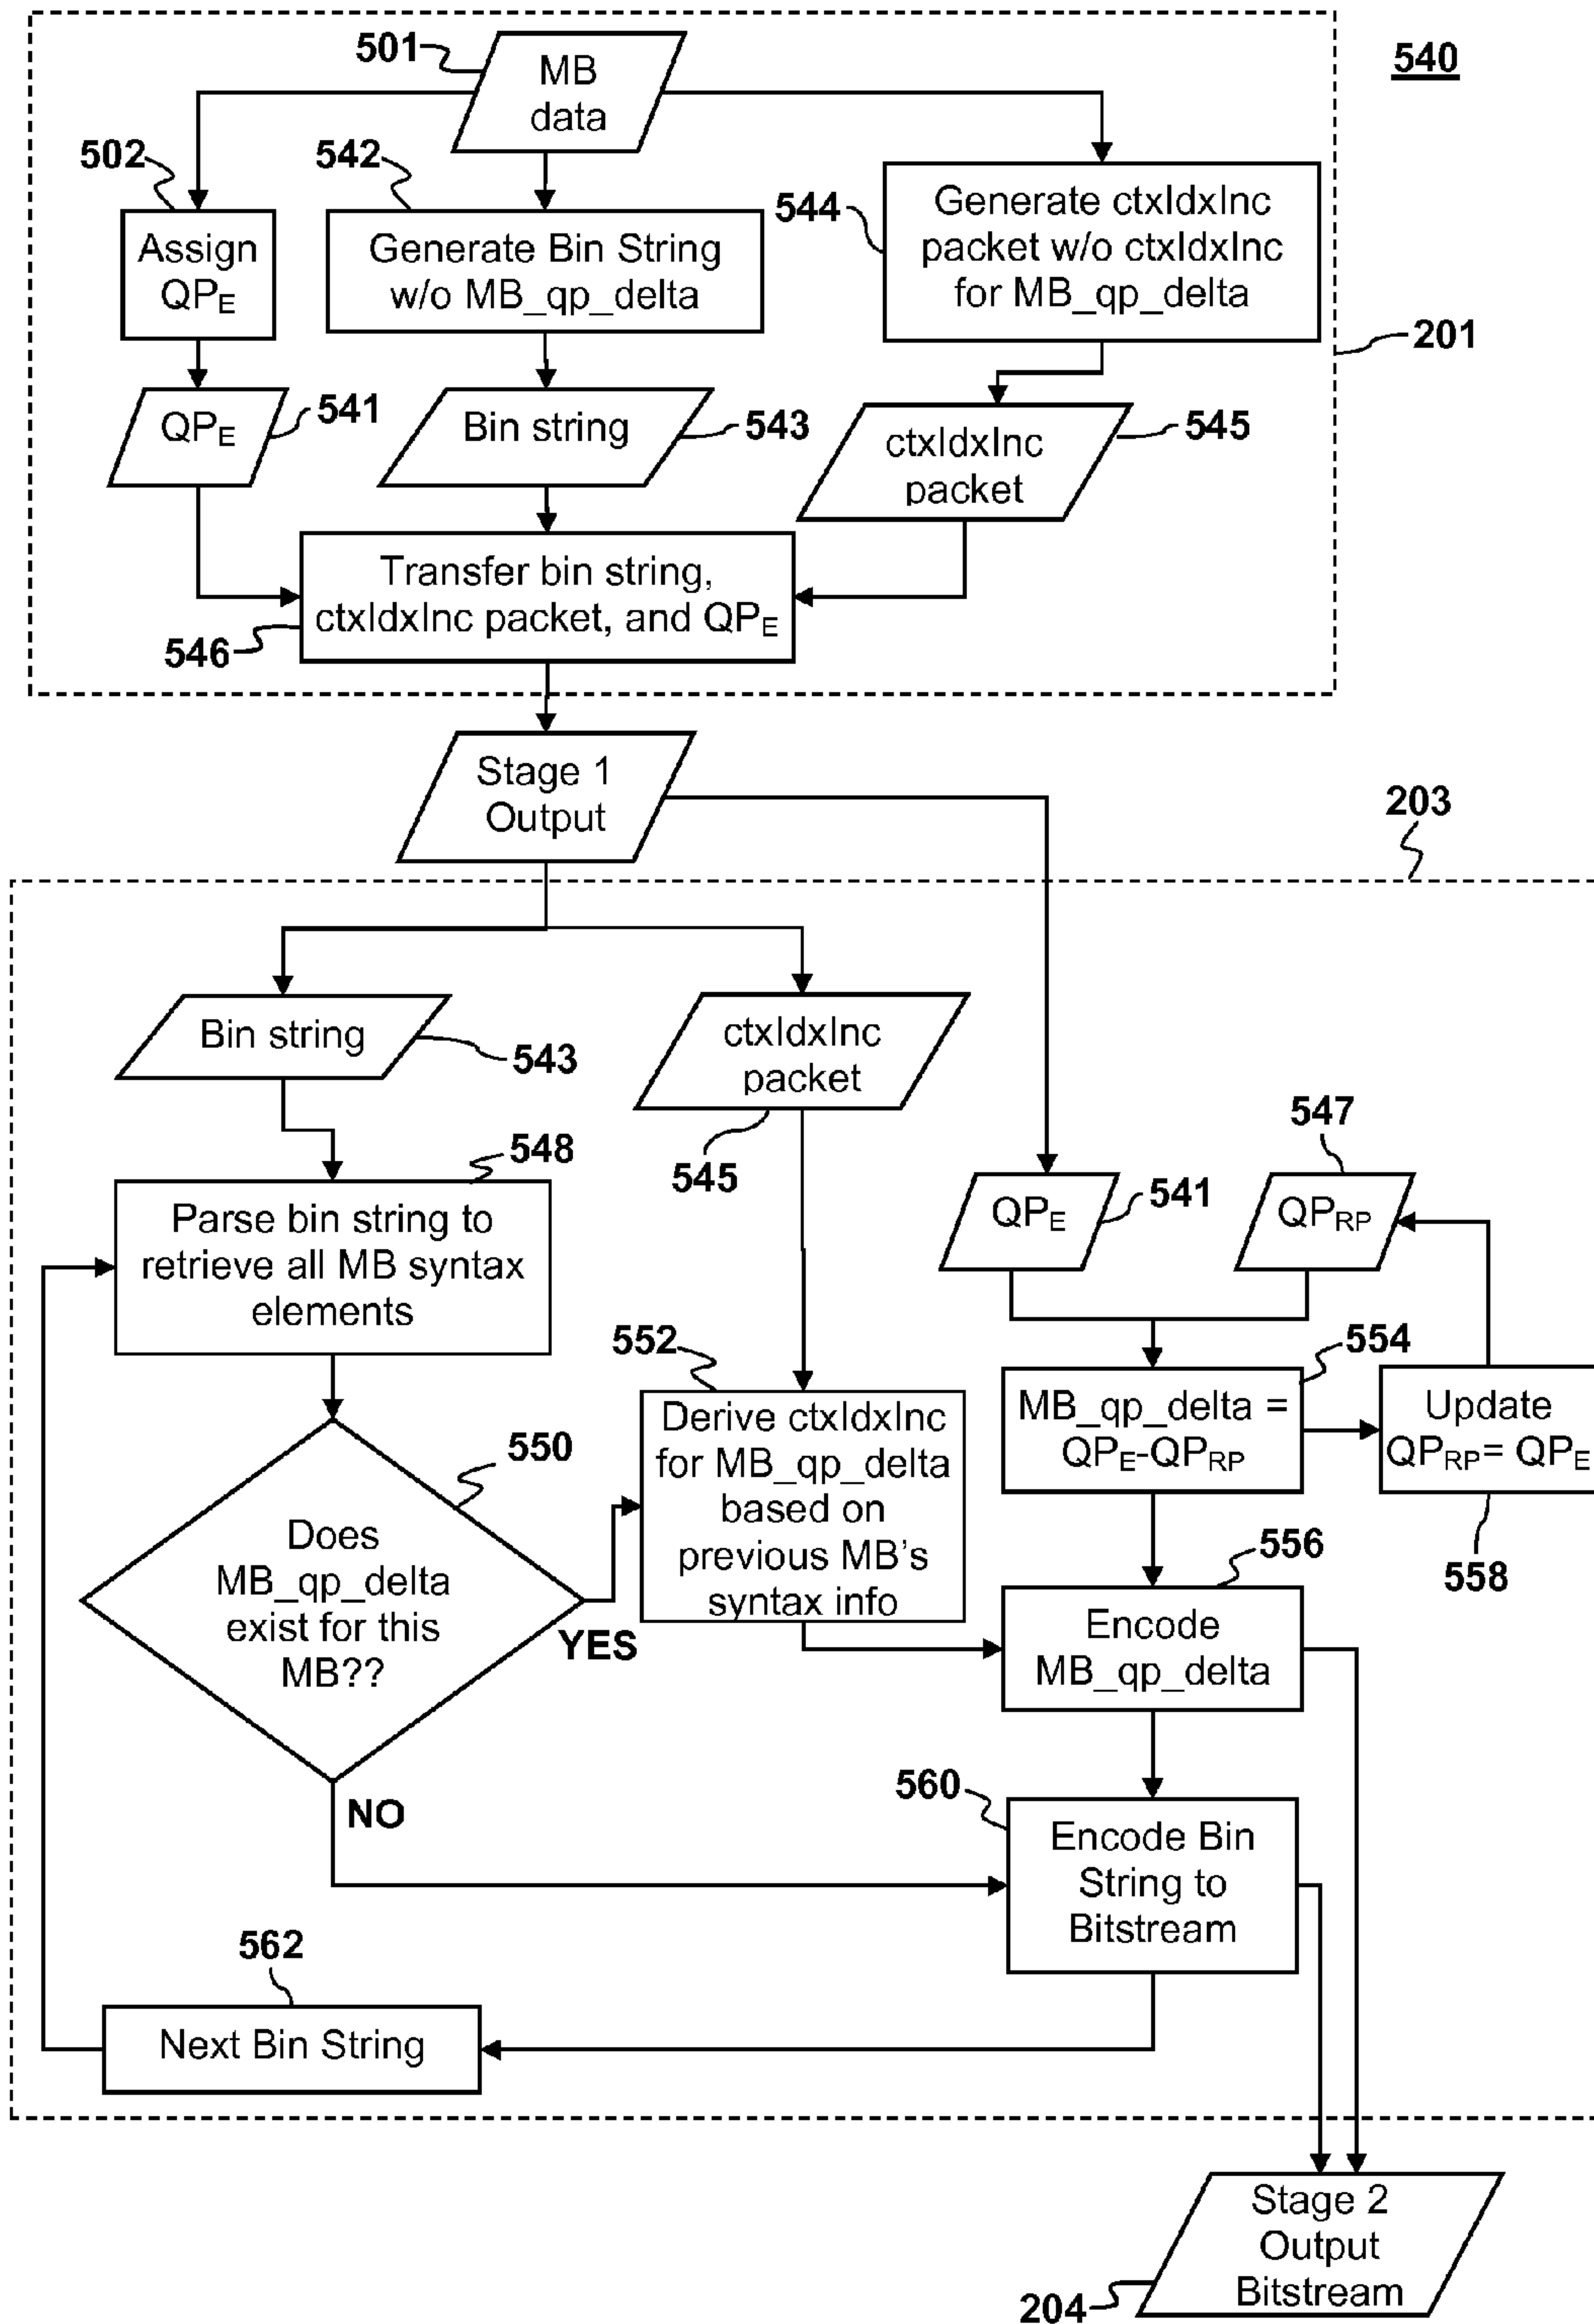 540
501
MB
data
502
542
544
Assign
QPE
Generate Bin String
w/o MB_qp_delta
Generate ctxIdxInc
packet w/o ctxIdxInc
for MB_qp_delta
201
QPE
541
Bin string
543
ctxIdxInc
packet
545
Transfer bin string,
ctxIdxInc packet, and QPE
546
Stage 1
Output
203
Bin string
543
ctxIdxInc
packet
545
547
QPE
541
QPRP
548
Parse bin string to
retrieve all MB syntax
elements
550
Does
MB_qp_delta
exist for this
MB??
YES
NO
552
Derive ctxIdxInc
for MB_qp_delta
based on
previous MB's
syntax info
554
MB_qp_delta =
QPE-QPRP
Update
QPRP= QPE
558
556
Encode
MB_qp_delta
560
Encode Bin
String to
Bitstream
562
Next Bin String
Stage 2
Output
Bitstream
204